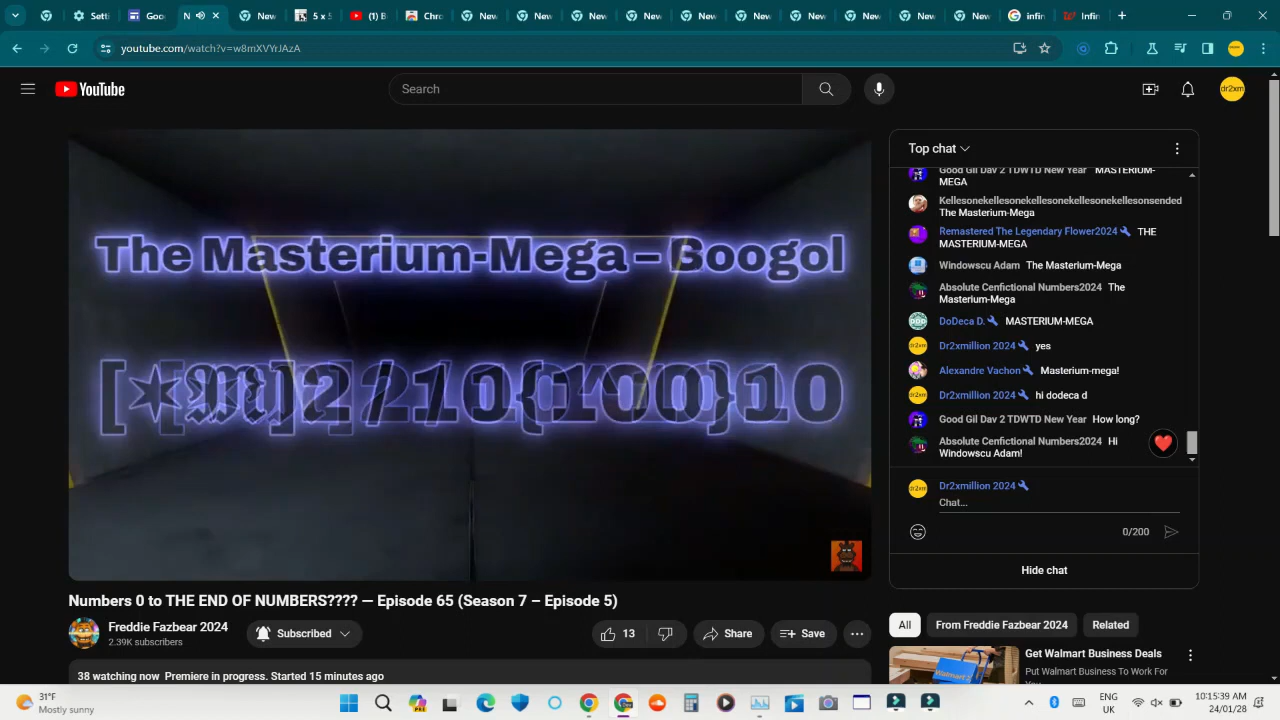 Setti
Goo
N
New
5 x 5
(1) B
Chro
New
New
New
New
New
New
New
New
New
New
infin
Infin
youtube.com/watch?v=w8mXVYrJAzA
YouTube
Search
dr2xm
The Masterium-Mega – Boogol
Top chat
Good Gil Dav 2 TDWTD New Year MASTERIUM-
MEGA
Kellesonekellesonekellesonekellesonsended
The Masterium-Mega
Remastered The Legendary Flower2024 THE
MASTERIUM-MEGA
Windowscu Adam The Masterium-Mega
Absolute Cenfictional Numbers2024 The
Masterium-Mega
DoDeca D. MASTERIUM-MEGA
Dr2xmillion 2024 yes
Alexandre Vachon Masterium-mega!
Dr2xmillion 2024 hi dodeca d
Good Gil Dav 2 TDWTD New Year How long?
Absolute Cenfictional Numbers2024 Hi
Windowscu Adam!
Dr2xmillion 2024
Chat...
0/200
Hide chat
Numbers 0 to THE END OF NUMBERS???? — Episode 65 (Season 7 – Episode 5)
Freddie Fazbear 2024
2.39K subscribers
Subscribed
13
Share
Save
38 watching now Premiere in progress. Started 15 minutes ago
All
From Freddie Fazbear 2024
Related
Get Walmart Business Deals
Put Walmart Business To Work For
31°F
Mostly sunny
ENG
UK
10:15:39 AM
24/01/28